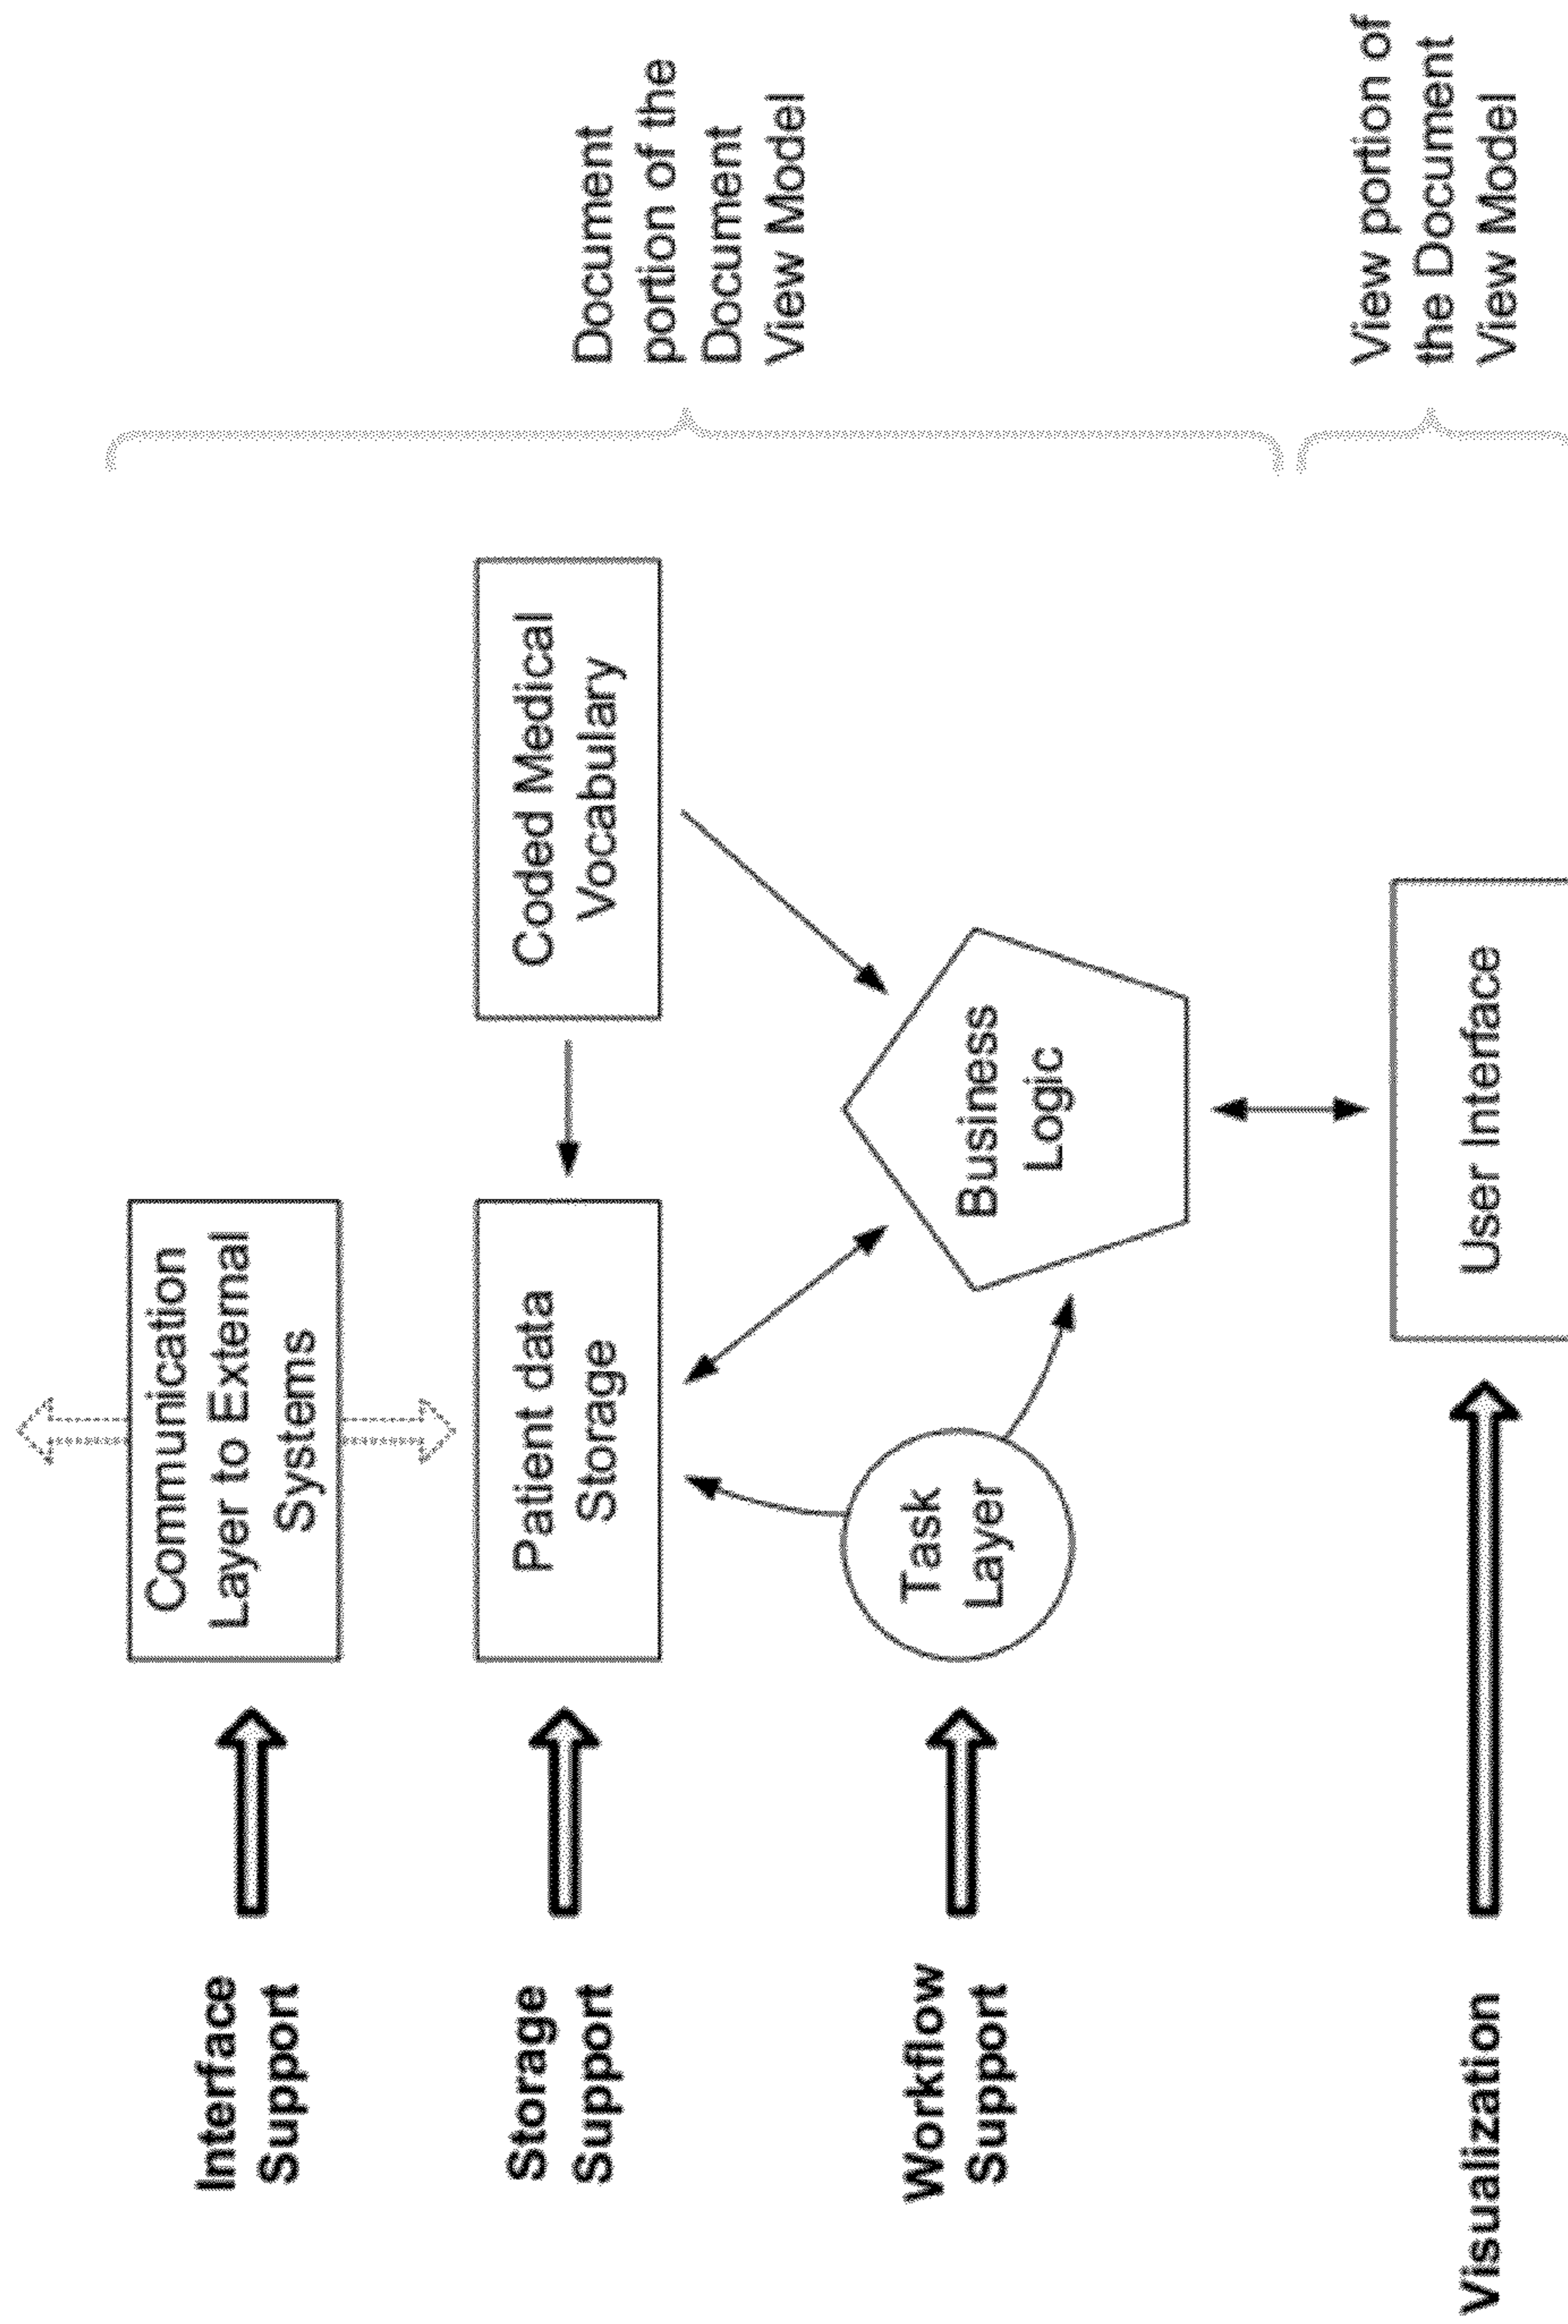 Interface
Support
Communication
Layer to External
Systems
Storage
Support
Patient data
Storage
Coded Medical
Vocabulary
Document
portion of the
Document
View Model
Workflow
Support
Task
Layer
Business
Logic
Visualization
User Interface
View portion of
the Document
View Model